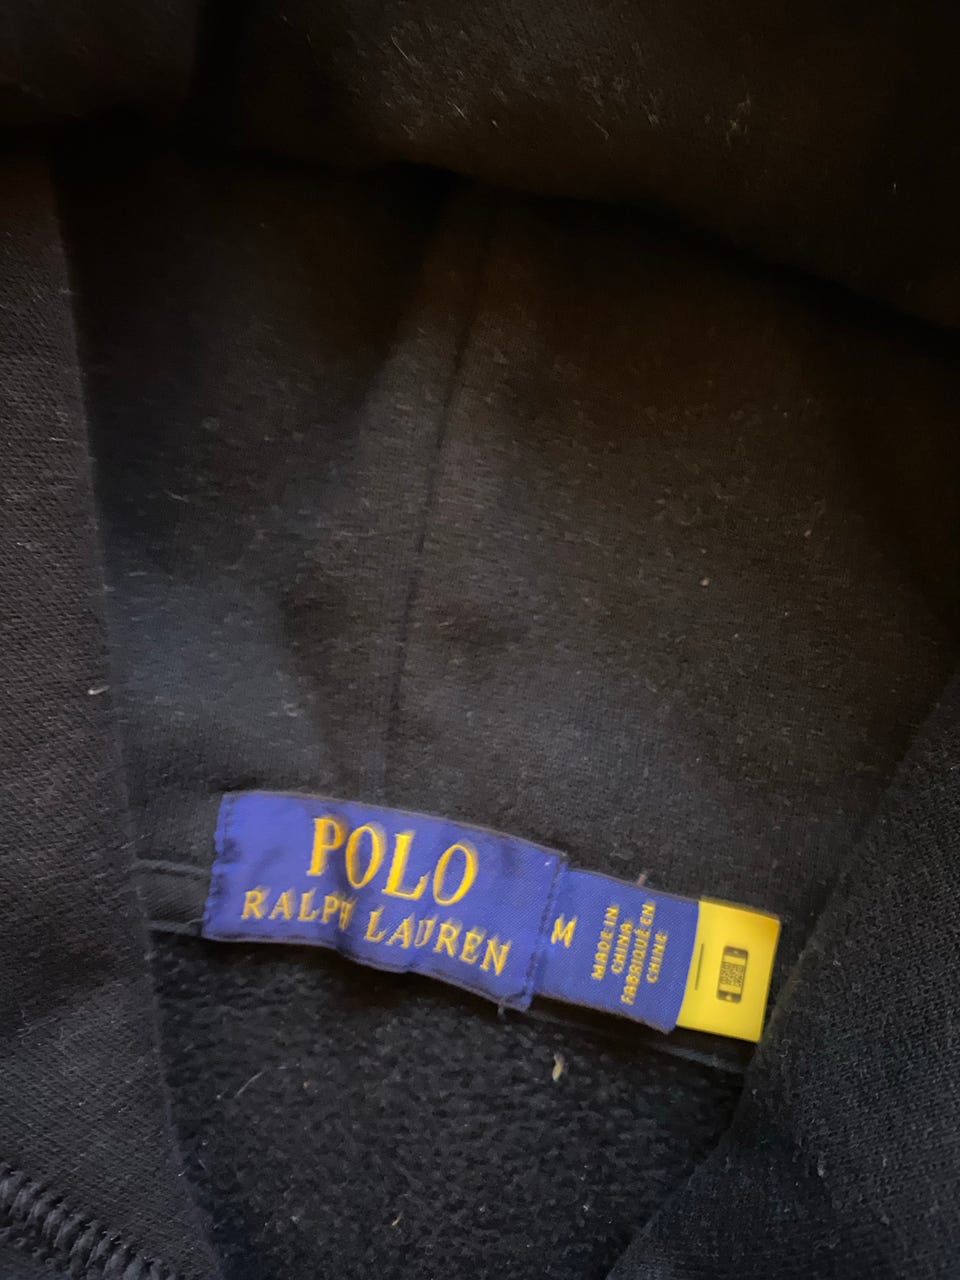 POLO
RALPH LAUREN
M
MADE IN
CHINA
FABRIQUÉ EN
CHINE